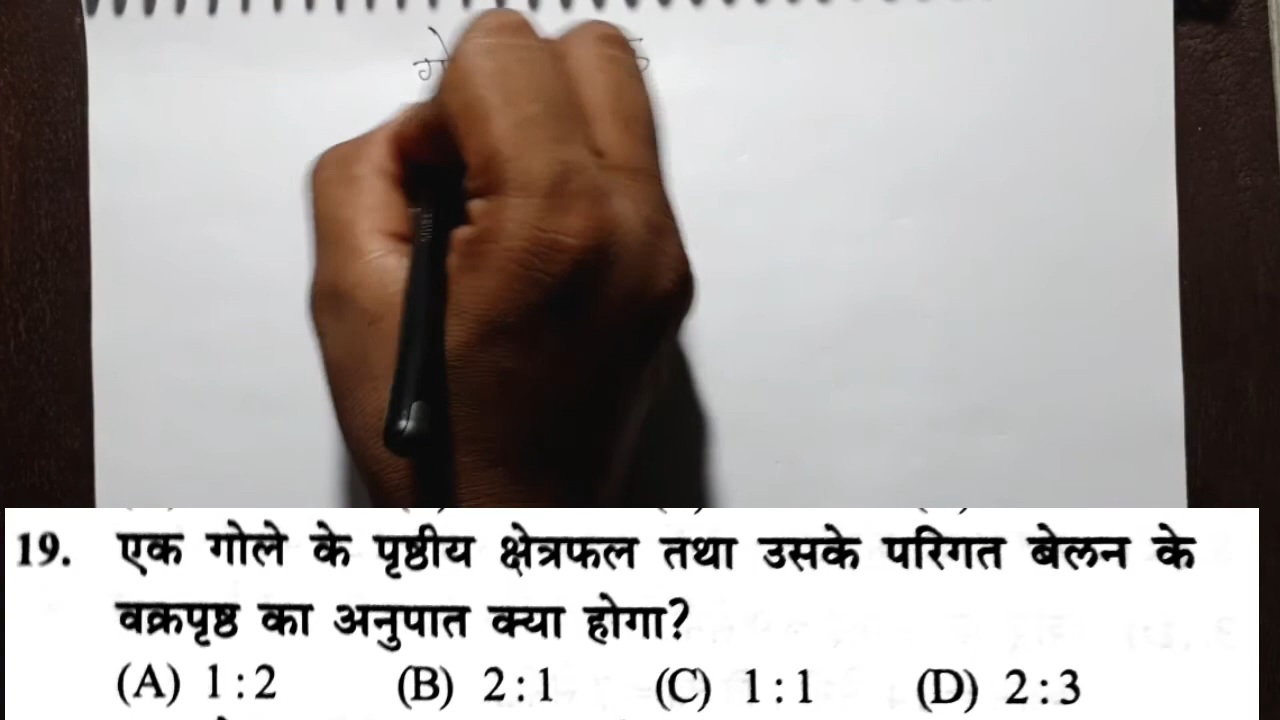 19. एक गोले के पृष्ठीय क्षेत्रफल तथा उसके परिगत बेलन के
वक्रपृष्ठ का अनुपात क्या होगा?
(A) 1:2 (B) 2:1 (C) 1:1 (D) 2:3